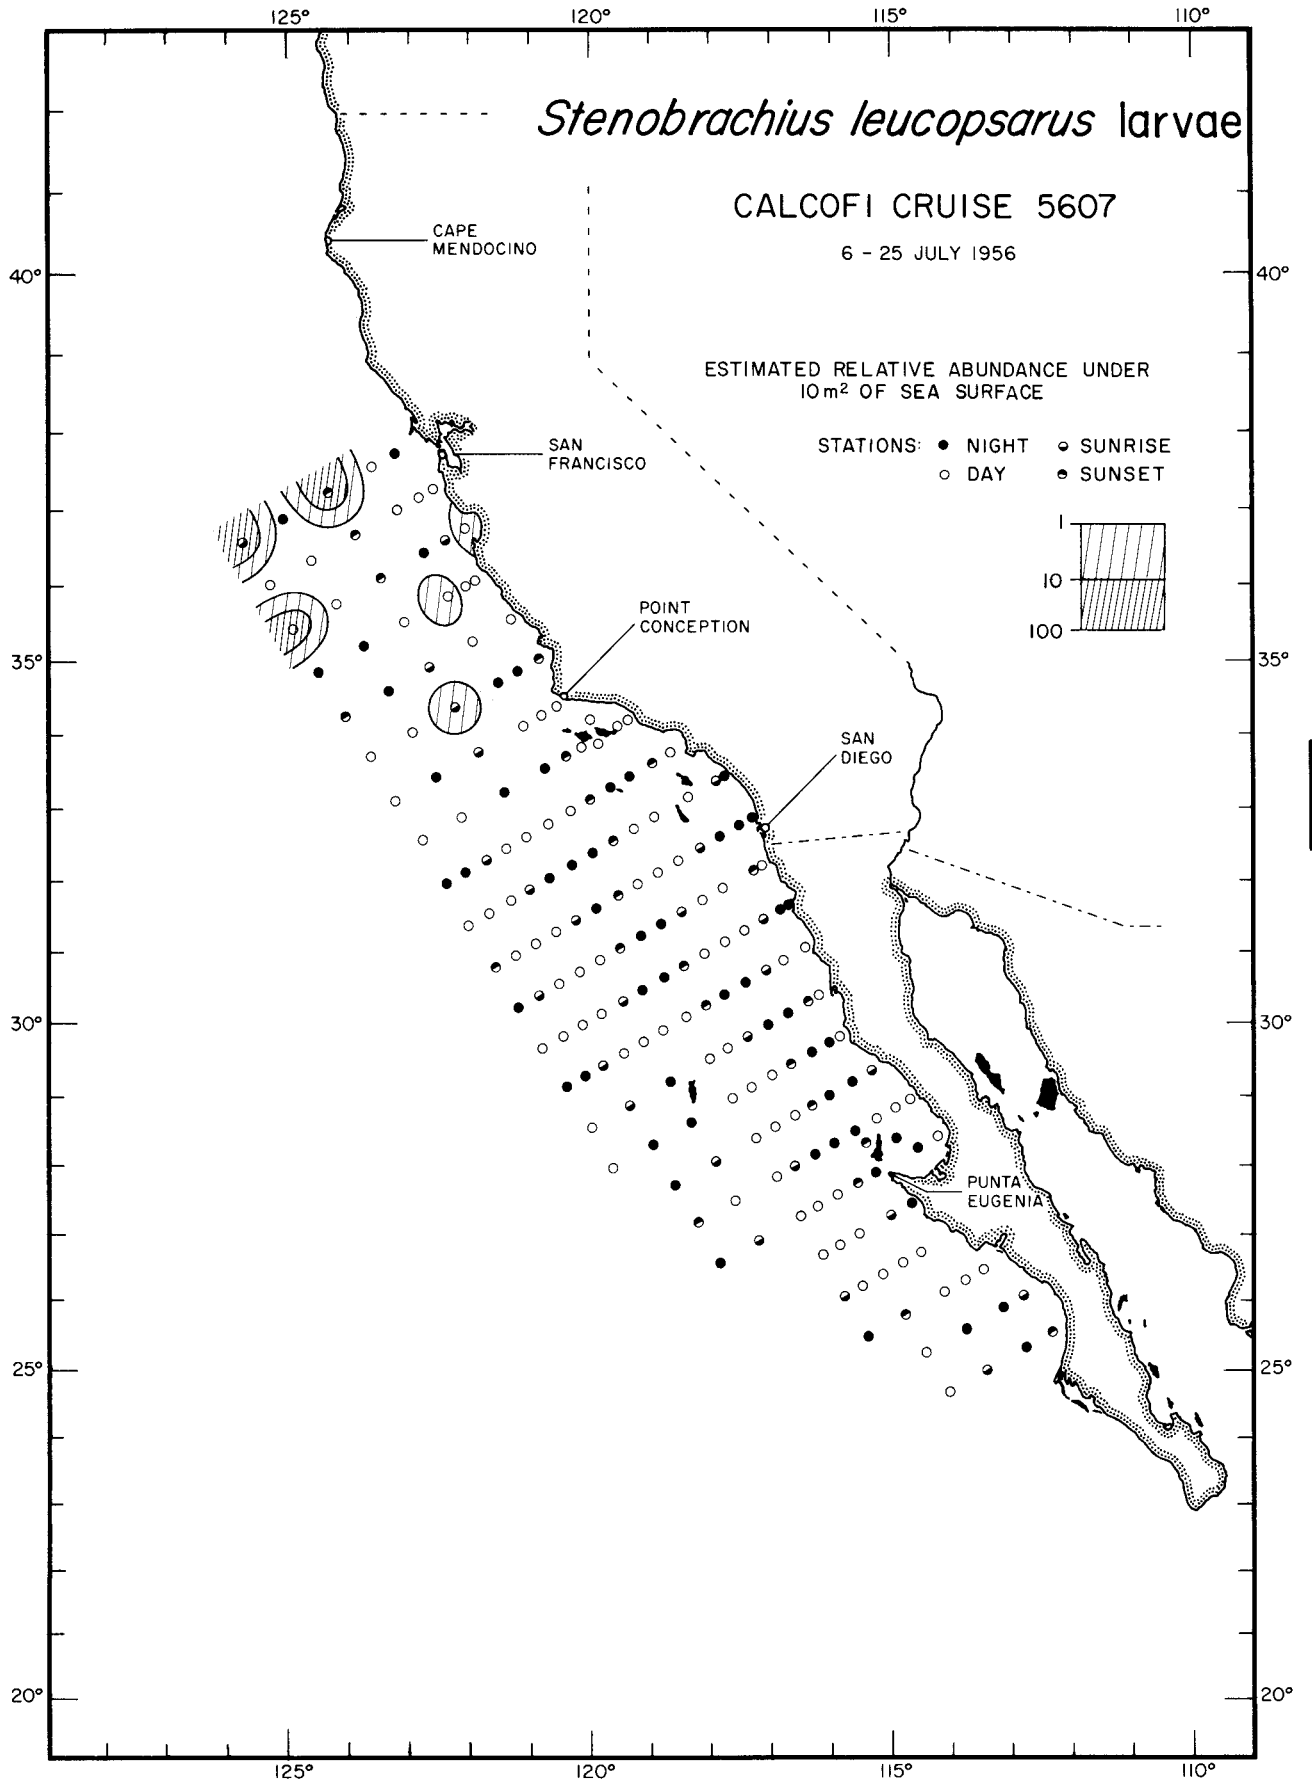 125° 120° 115° 110°
Stenobrachius leucopsarus larvae
CALCOFI CRUISE 5607
6 - 25 JULY 1956
CAPE
MENDOCINO
40° 40°
ESTIMATED RELATIVE ABUNDANCE UNDER
10m² OF SEA SURFACE
STATIONS: NIGHT SUNRISE
DAY SUNSET
SAN
FRANCISCO
1
10
100
POINT
CONCEPTION
35° 35°
SAN
DIEGO
30° 30°
PUNTA
EUGENIA
25° 25°
20° 20°
125° 120° 115° 110°